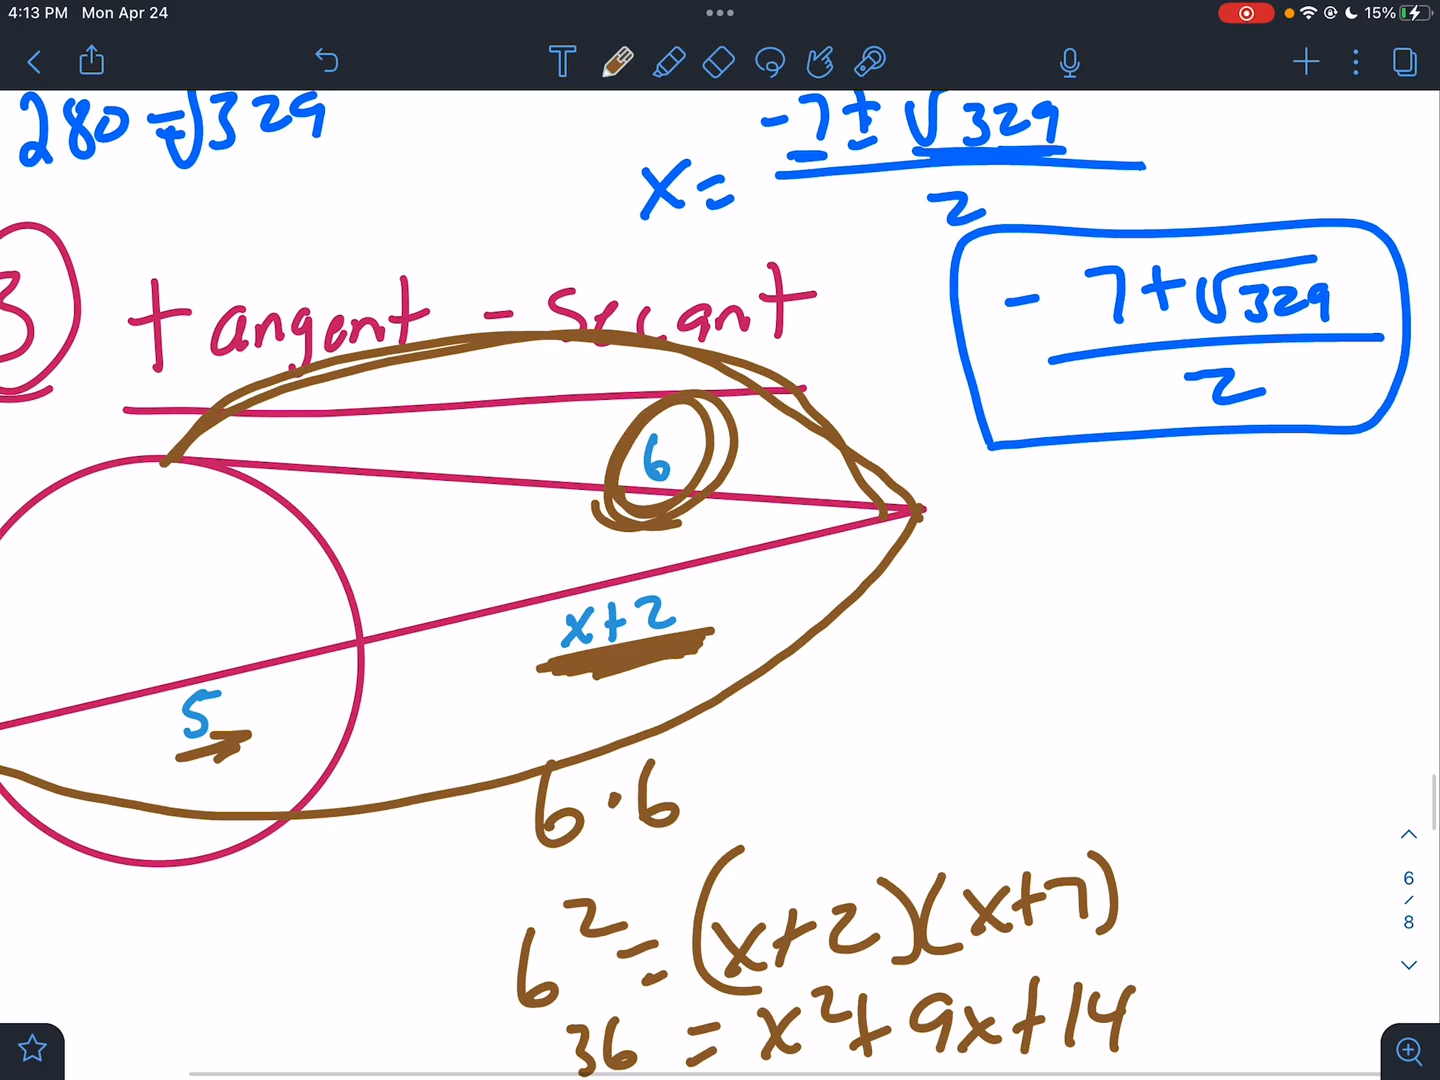 4:13 PM Mon Apr 24
15%
T
280 = √329
x = -7 ± √329 / 2
- 7 + √329 / 2
3 tangent - secant
6
x+2
5
6 · 6
6² = (x+2)(x+7)
36 = x² + 9x + 14
6 / 8